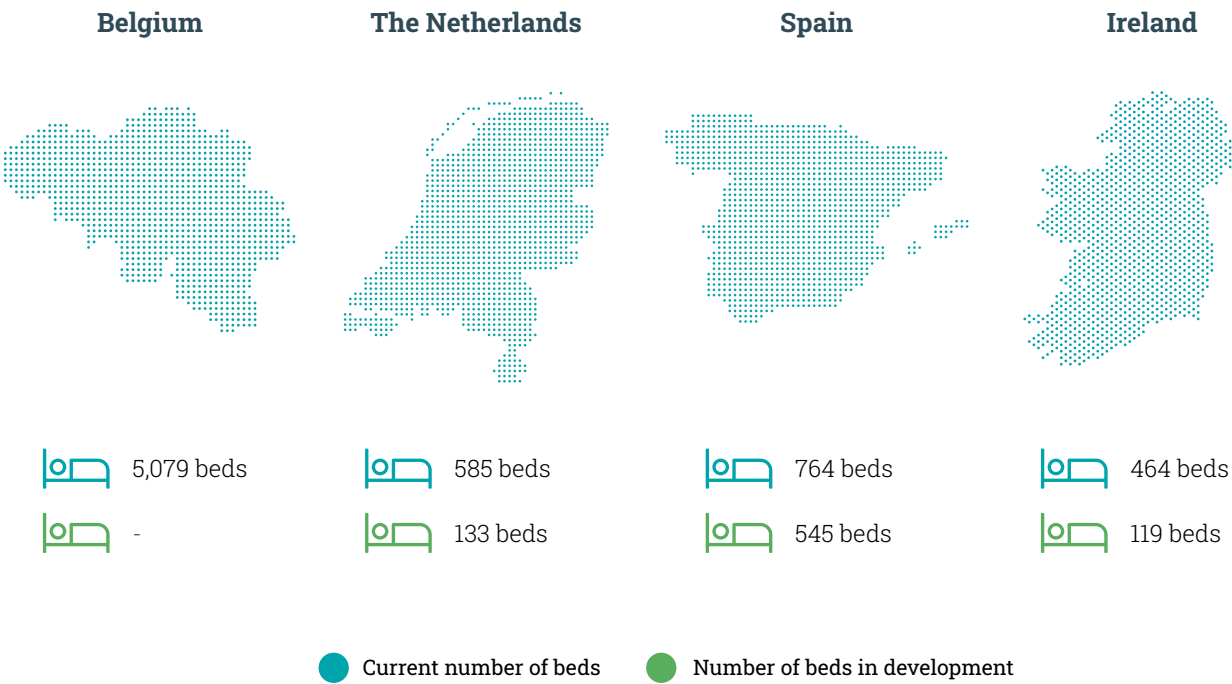 Belgium
The Netherlands
Spain
Ireland
5,079 beds
585 beds
764 beds
464 beds
-
133 beds
545 beds
119 beds
Current number of beds
Number of beds in development